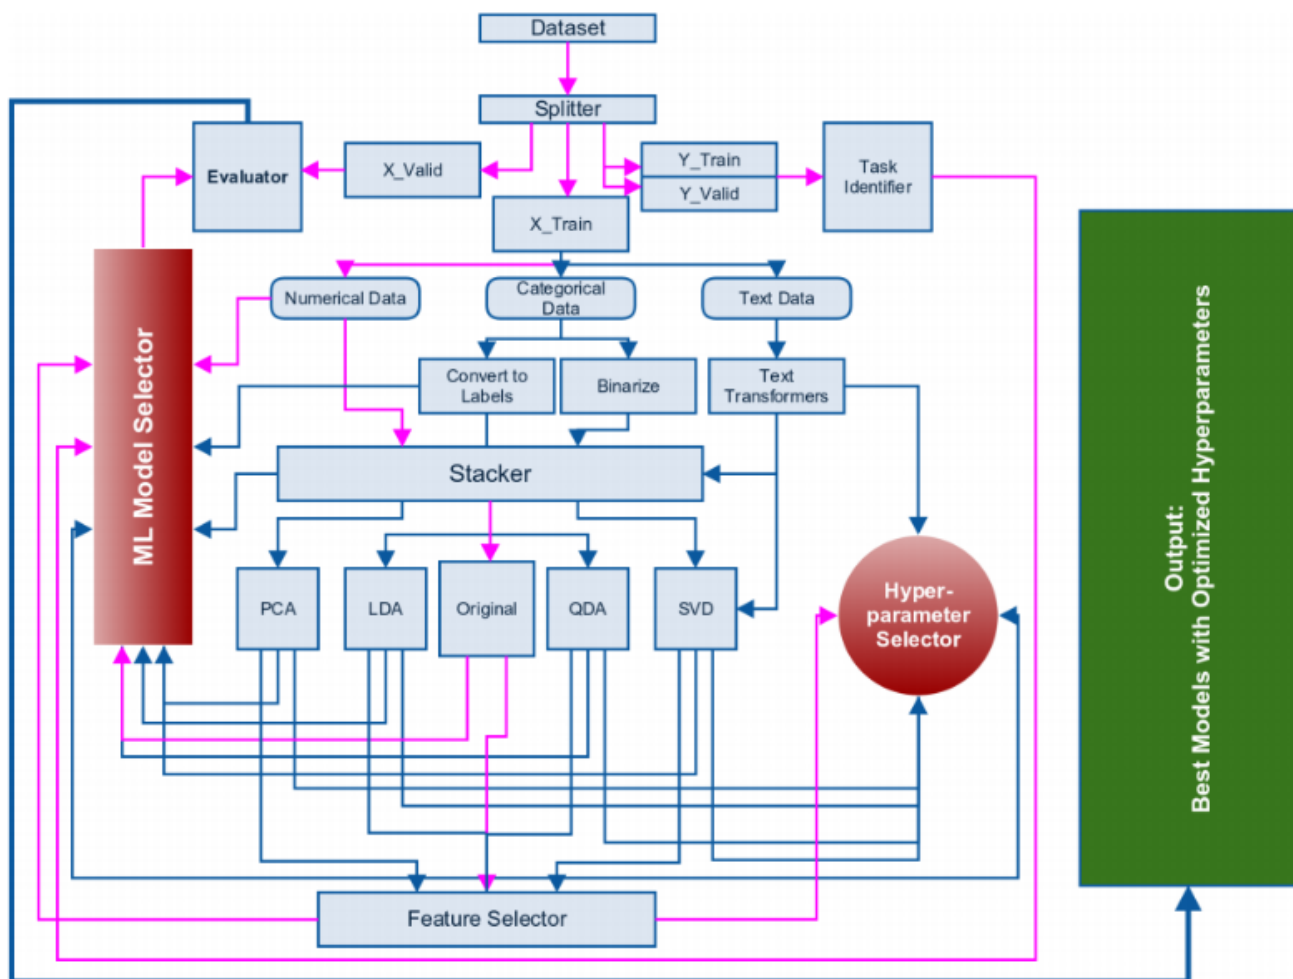 Dataset
Splitter
Evaluator
X_Valid
Y_Train
Y_Valid
Task
Identifier
X_Train
Numerical Data
Categorical
Data
Text Data
ML Model Selector
Convert to
Labels
Binarize
Text
Transformers
Stacker
PCA
LDA
Original
QDA
SVD
Hyper-
parameter
Selector
Feature Selector
Output:
Best Models with Optimized Hyperparameters